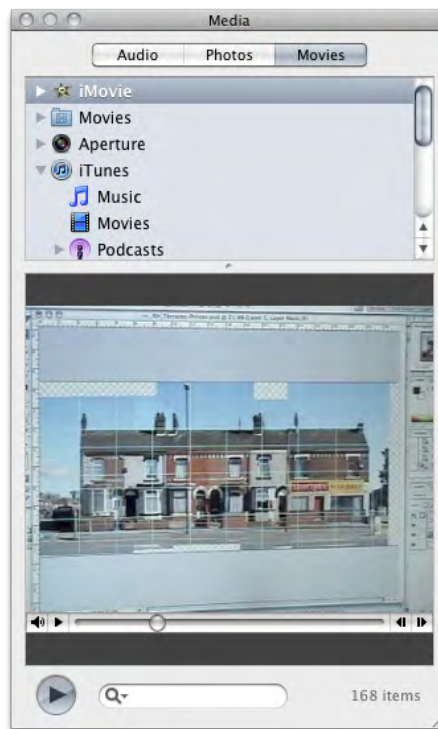 Media
Audio Photos Movies
iMovie
Movies
Aperture
iTunes
Music
Movies
Podcasts
168 items